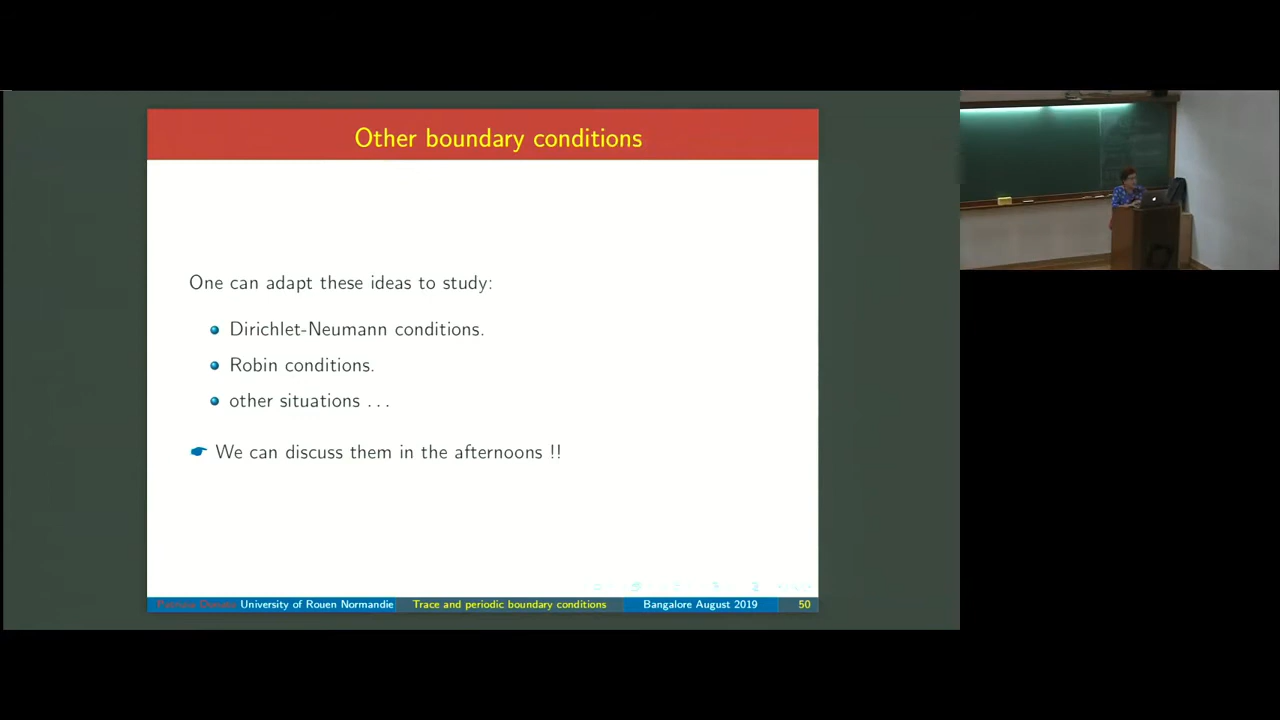 Other boundary conditions
One can adapt these ideas to study:
Dirichlet-Neumann conditions.
Robin conditions.
other situations . . .
We can discuss them in the afternoons !!
University of Rouen Normandie Trace and periodic boundary conditions Bangalore August 2019 50